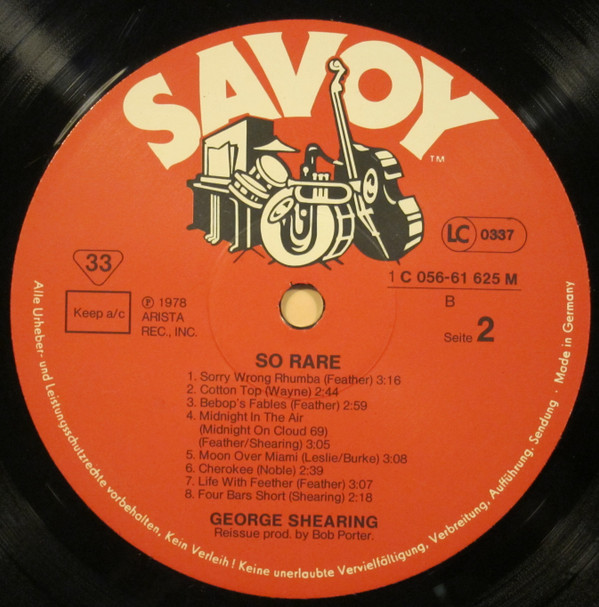 SAVOY
TM
LC 0337
33
1 C 056-61 625 M
Keep a/c
Ⓟ 1978
ARISTA
REC., INC.
B
Seite 2
SO RARE
1. Sorry Wrong Rhumba (Feather) 3:16
2. Cotton Top (Wayne) 2:44
3. Bebop's Fables (Feather) 2:59
4. Midnight In The Air
(Midnight On Cloud 69)
(Feather/Shearing) 3:05
5. Moon Over Miami (Leslie/Burke) 3:08
6. Cherokee (Noble) 2:39
7. Life With Feether (Feather) 3:07
8. Four Bars Short (Shearing) 2:18
GEORGE SHEARING
Reissue prod. by Bob Porter.
Alle Urheber- und Leistungsschutzrechte vorbehalten. Kein Verleih! Keine unerlaubte Vervielfältigung, Verbreitung, Aufführung, Sendung · Made in Germany